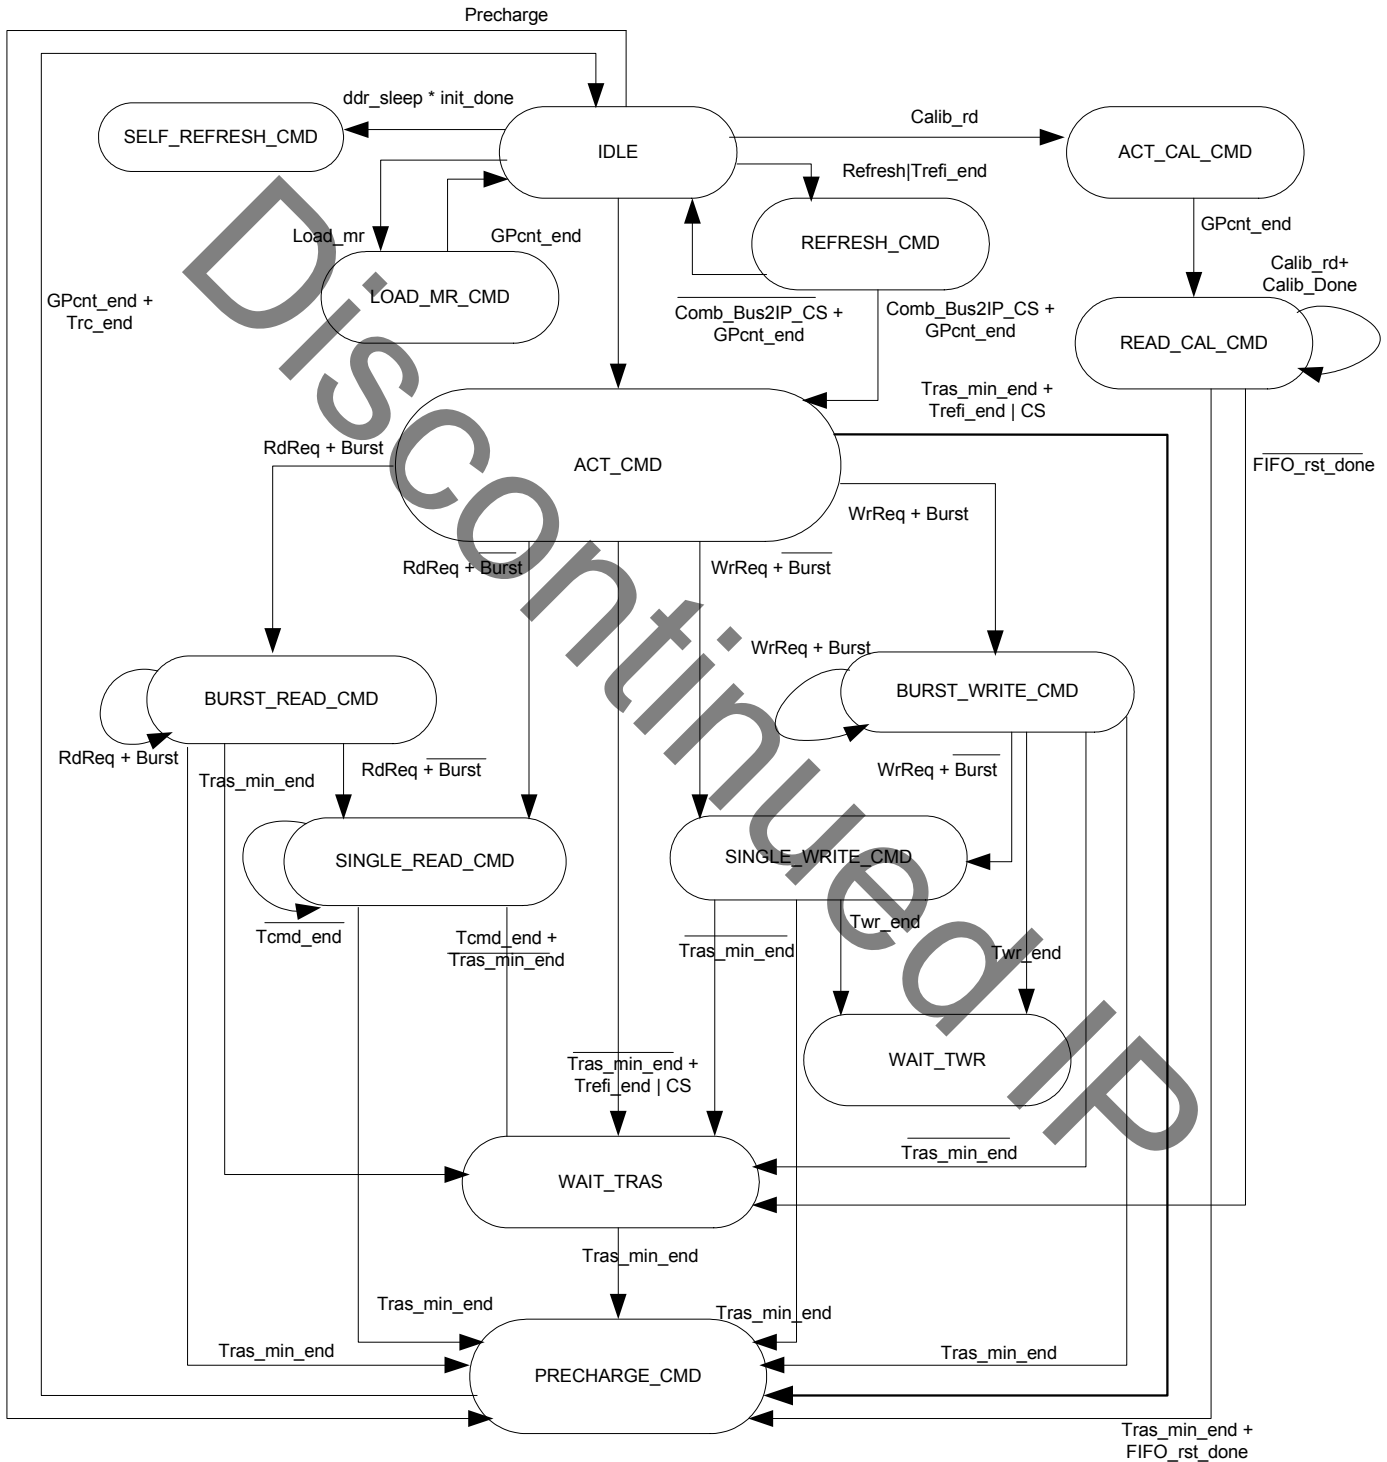 Precharge
ddr_sleep * init_done
SELF_REFRESH_CMD
IDLE
Calib_rd
ACT_CAL_CMD
Refresh|Trefi_end
Load_mr
GPcnt_end
REFRESH_CMD
GPcnt_end
LOAD_MR_CMD
GPcnt_end +
Trc_end
Comb_Bus2IP_CS +
GPcnt_end
Comb_Bus2IP_CS +
GPcnt_end
Calib_rd+
Calib_Done
READ_CAL_CMD
Tras_min_end +
Trefi_end | CS
RdReq + Burst
ACT_CMD
FIFO_rst_done
WrReq + Burst
RdReq + Burst
WrReq + Burst
WrReq + Burst
BURST_READ_CMD
BURST_WRITE_CMD
RdReq + Burst
Tras_min_end
RdReq + Burst
WrReq + Burst
SINGLE_READ_CMD
SINGLE_WRITE_CMD
Tcmd_end
Tcmd_end +
Tras_min_end
Tras_min_end
Twr_end
Twr_end
Tras_min_end +
Trefi_end | CS
WAIT_TWR
Tras_min_end
WAIT_TRAS
Tras_min_end
Tras_min_end
Tras_min_end
Tras_min_end
Tras_min_end
PRECHARGE_CMD
Tras_min_end +
FIFO_rst_done
Discontinued IP